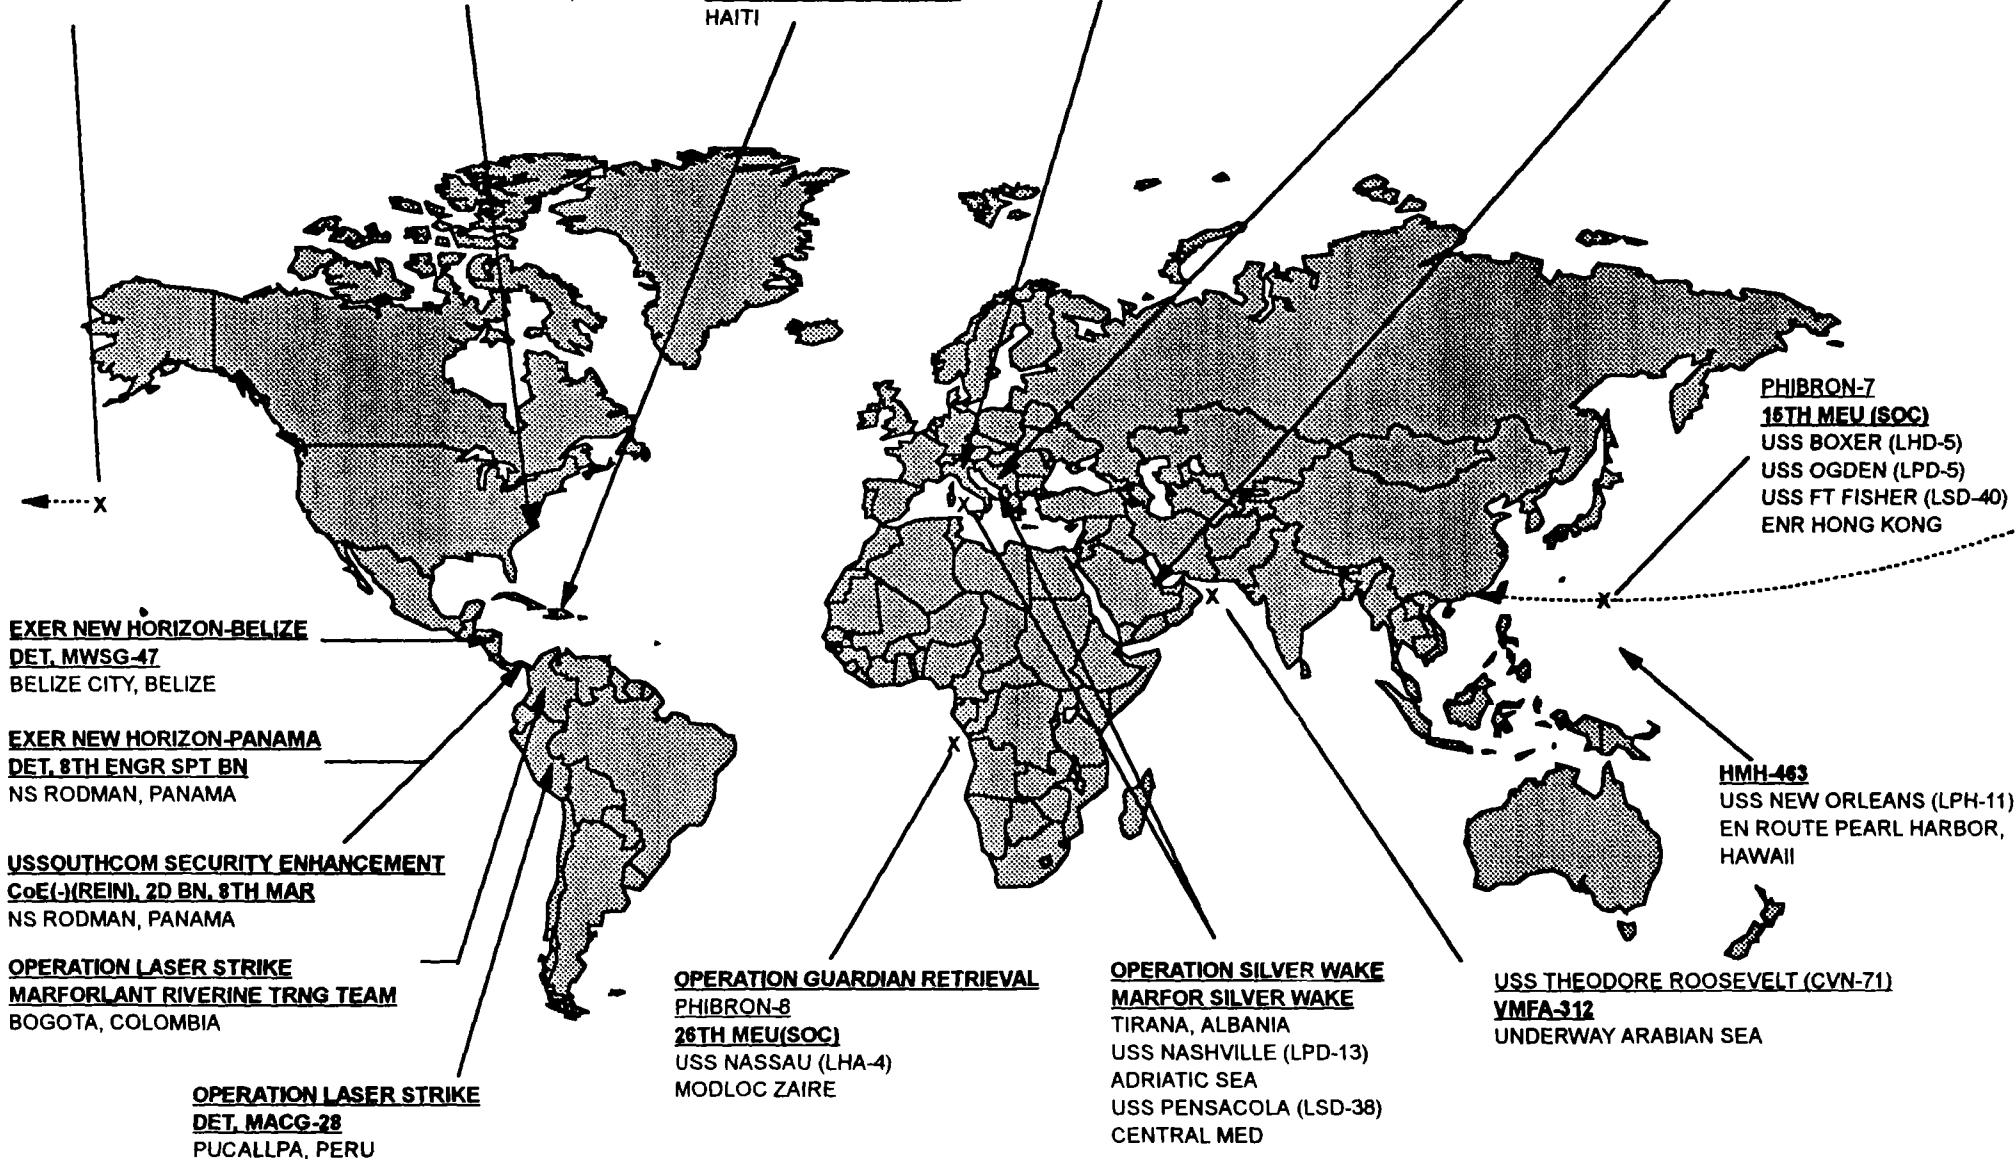 HAITI
PHIBRON-7
15TH MEU (SOC)
USS BOXER (LHD-5)
USS OGDEN (LPD-5)
USS FT FISHER (LSD-40)
ENR HONG KONG
X
X
X
X
X
EXER NEW HORIZON-BELIZE
DET, MWSG-47
BELIZE CITY, BELIZE
EXER NEW HORIZON-PANAMA
DET, 8TH ENGR SPT BN
NS RODMAN, PANAMA
USSOUTHCOM SECURITY ENHANCEMENT
CoE(-)(REIN), 2D BN, 8TH MAR
NS RODMAN, PANAMA
OPERATION LASER STRIKE
MARFORLANT RIVERINE TRNG TEAM
BOGOTA, COLOMBIA
OPERATION LASER STRIKE
DET, MACG-28
PUCALLPA, PERU
OPERATION GUARDIAN RETRIEVAL
PHIBRON-8
26TH MEU(SOC)
USS NASSAU (LHA-4)
MODLOC ZAIRE
OPERATION SILVER WAKE
MARFOR SILVER WAKE
TIRANA, ALBANIA
USS NASHVILLE (LPD-13)
ADRIATIC SEA
USS PENSACOLA (LSD-38)
CENTRAL MED
USS THEODORE ROOSEVELT (CVN-71)
VMFA-312
UNDERWAY ARABIAN SEA
HMH-463
USS NEW ORLEANS (LPH-11)
EN ROUTE PEARL HARBOR,
HAWAII